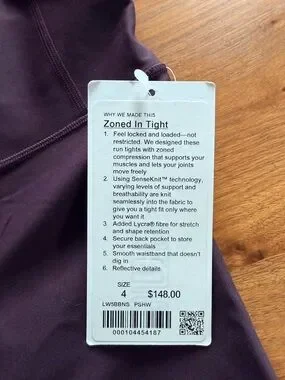 WHY WE MADE THIS
Zoned In Tight
1. Feel locked and loaded—not
restricted. We designed these
run tights with zoned
compression that supports your
muscles and lets your joints
move freely
2. Using SenseKnit™ technology,
varying levels of support and
breathability are knit
seamlessly into the fabric to
give you a tight fit only where
you want it
3. Added Lycra® fibre for stretch
and shape retention
4. Secure back pocket to store
your essentials
5. Smooth waistband that doesn't
dig in
6. Reflective details
SIZE
4 $148.00
LW5BBNS PSHW
000104454187